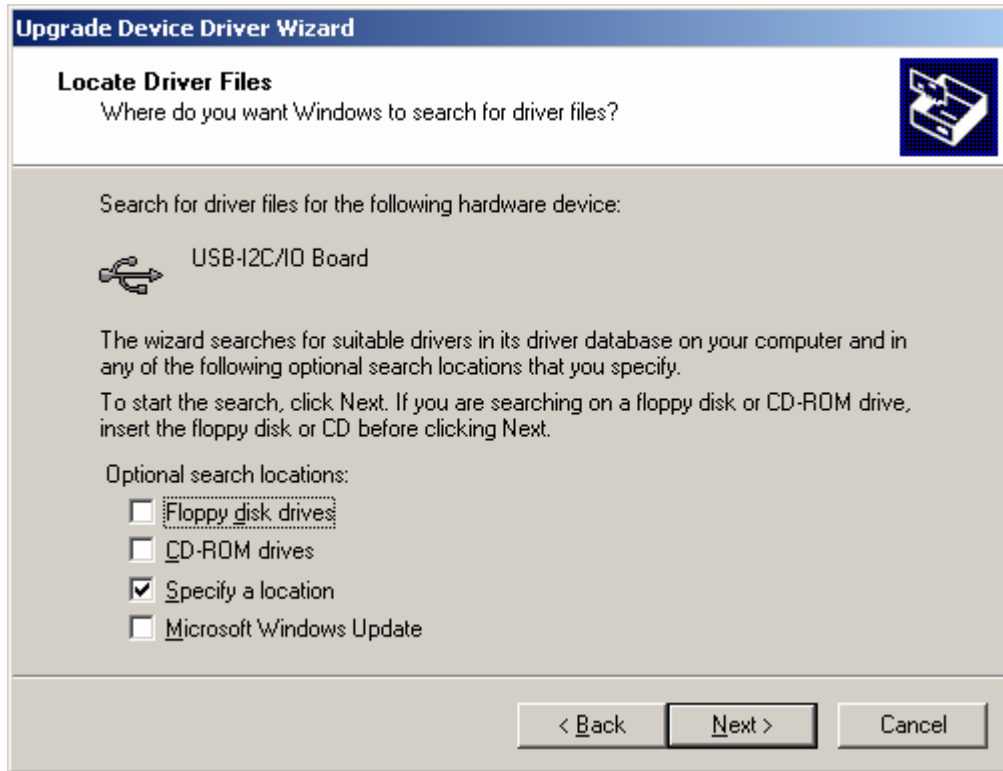 Upgrade Device Driver Wizard
Locate Driver Files
Where do you want Windows to search for driver files?
Search for driver files for the following hardware device:
USB-I2C/IO Board
The wizard searches for suitable drivers in its driver database on your computer and in
any of the following optional search locations that you specify.
To start the search, click Next. If you are searching on a floppy disk or CD-ROM drive,
insert the floppy disk or CD before clicking Next.
Optional search locations:
Floppy disk drives
CD-ROM drives
Specify a location
Microsoft Windows Update
< Back Next > Cancel